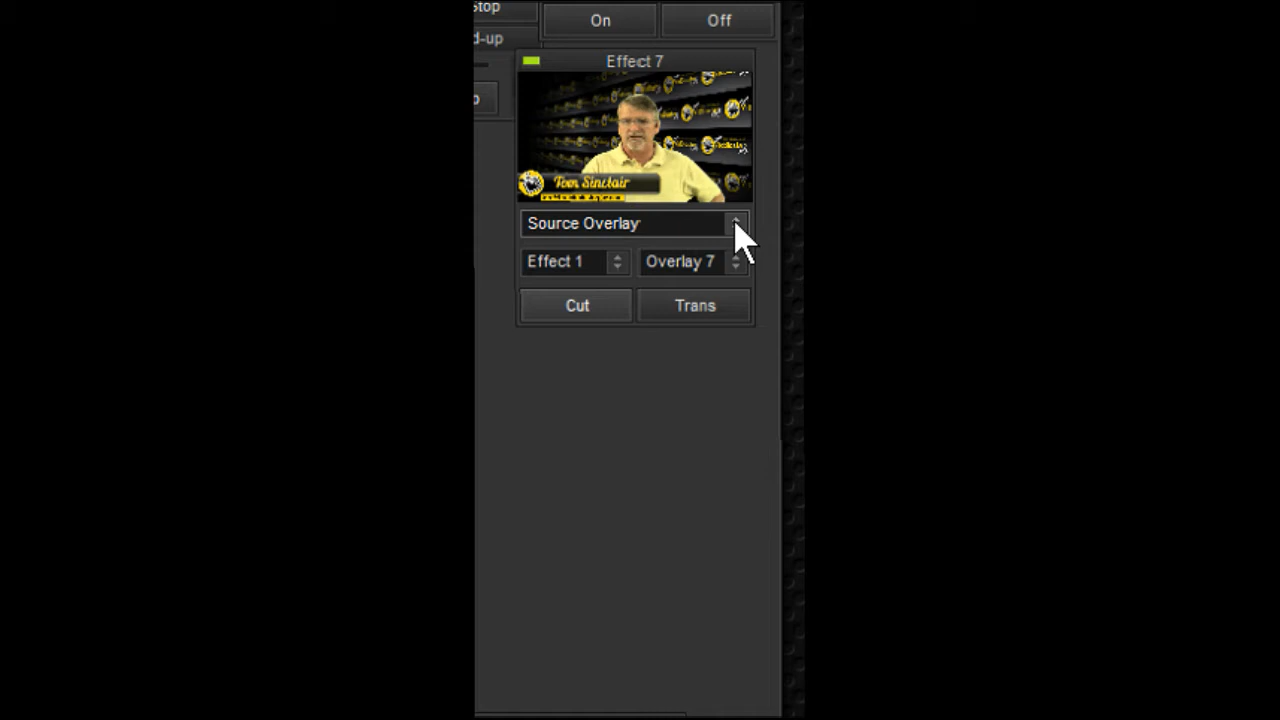 Stop
On
Off
d-up
Effect 7
Tom Sinclair
Source Overlay
Effect 1
Overlay 7
Cut
Trans